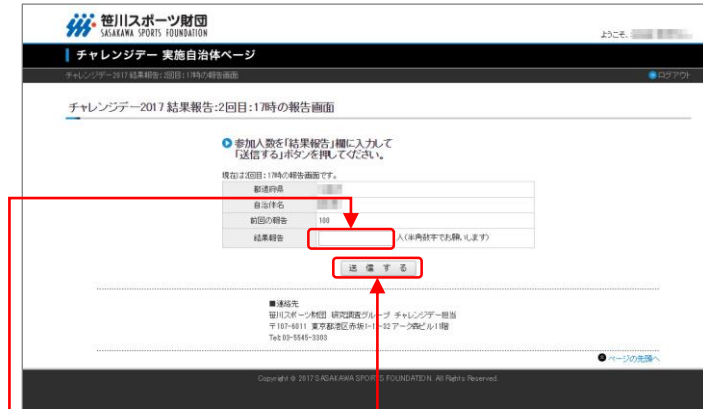 笹川スポーツ財団
SASAKAWA SPORTS FOUNDATION
ようこそ、
チャレンジデー 実施自治体ページ
チャレンジデー2017 結果報告:2回目:17時の報告画面
ログアウト
チャレンジデー2017 結果報告:2回目:17時の報告画面
参加人数を「結果報告」欄に入力して
「送信する」ボタンを押してください。
現在は2回目:17時の報告画面です。
都道府県
自治体名
前回の報告 100
結果報告 人(半角数字でお願いします)
送 信 す る
■連絡先
笹川スポーツ財団 研究調査グループ チャレンジデー担当
〒107-6011 東京都港区赤坂1-12-32 アーク森ビル11階
Tel:03-5545-3303
ページの先頭へ
Copyright © 2017 SASAKAWA SPORTS FOUNDATION. All Rights Reserved.